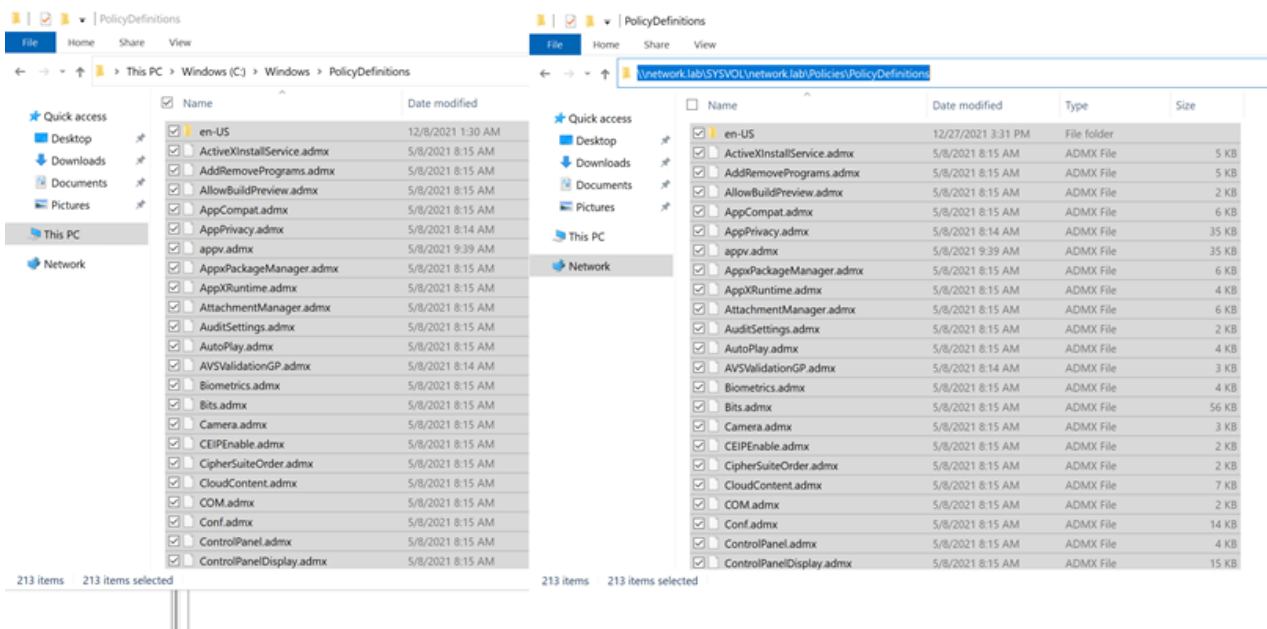 PolicyDefinitions
File Home Share View
This PC > Windows (C:) > Windows > PolicyDefinitions
Quick access
Desktop
Downloads
Documents
Pictures
This PC
Network
Name Date modified
en-US 12/8/2021 1:30 AM
ActiveXInstallService.admx 5/8/2021 8:15 AM
AddRemovePrograms.admx 5/8/2021 8:15 AM
AllowBuildPreview.admx 5/8/2021 8:15 AM
AppCompat.admx 5/8/2021 8:15 AM
AppPrivacy.admx 5/8/2021 8:14 AM
appv.admx 5/8/2021 9:39 AM
AppxPackageManager.admx 5/8/2021 8:15 AM
AppXRuntime.admx 5/8/2021 8:15 AM
AttachmentManager.admx 5/8/2021 8:15 AM
AuditSettings.admx 5/8/2021 8:15 AM
AutoPlay.admx 5/8/2021 8:15 AM
AVSValidationGP.admx 5/8/2021 8:14 AM
Biometrics.admx 5/8/2021 8:15 AM
Bits.admx 5/8/2021 8:15 AM
Camera.admx 5/8/2021 8:15 AM
CEIPEnable.admx 5/8/2021 8:15 AM
CipherSuiteOrder.admx 5/8/2021 8:15 AM
CloudContent.admx 5/8/2021 8:15 AM
COM.admx 5/8/2021 8:15 AM
Conf.admx 5/8/2021 8:15 AM
ControlPanel.admx 5/8/2021 8:15 AM
ControlPanelDisplay.admx 5/8/2021 8:15 AM
213 items 213 items selected
PolicyDefinitions
File Home Share View
\\network.lab\SYSVOL\network.lab\Policies\PolicyDefinitions
Quick access
Desktop
Downloads
Documents
Pictures
This PC
Network
Name Date modified Type Size
en-US 12/27/2021 3:31 PM File folder
ActiveXInstallService.admx 5/8/2021 8:15 AM ADMX File 5 KB
AddRemovePrograms.admx 5/8/2021 8:15 AM ADMX File 5 KB
AllowBuildPreview.admx 5/8/2021 8:15 AM ADMX File 2 KB
AppCompat.admx 5/8/2021 8:15 AM ADMX File 6 KB
AppPrivacy.admx 5/8/2021 8:14 AM ADMX File 35 KB
appv.admx 5/8/2021 9:39 AM ADMX File 35 KB
AppxPackageManager.admx 5/8/2021 8:15 AM ADMX File 6 KB
AppXRuntime.admx 5/8/2021 8:15 AM ADMX File 4 KB
AttachmentManager.admx 5/8/2021 8:15 AM ADMX File 6 KB
AuditSettings.admx 5/8/2021 8:15 AM ADMX File 2 KB
AutoPlay.admx 5/8/2021 8:15 AM ADMX File 4 KB
AVSValidationGP.admx 5/8/2021 8:14 AM ADMX File 3 KB
Biometrics.admx 5/8/2021 8:15 AM ADMX File 4 KB
Bits.admx 5/8/2021 8:15 AM ADMX File 56 KB
Camera.admx 5/8/2021 8:15 AM ADMX File 3 KB
CEIPEnable.admx 5/8/2021 8:15 AM ADMX File 2 KB
CipherSuiteOrder.admx 5/8/2021 8:15 AM ADMX File 2 KB
CloudContent.admx 5/8/2021 8:15 AM ADMX File 7 KB
COM.admx 5/8/2021 8:15 AM ADMX File 2 KB
Conf.admx 5/8/2021 8:15 AM ADMX File 14 KB
ControlPanel.admx 5/8/2021 8:15 AM ADMX File 4 KB
ControlPanelDisplay.admx 5/8/2021 8:15 AM ADMX File 15 KB
213 items 213 items selected